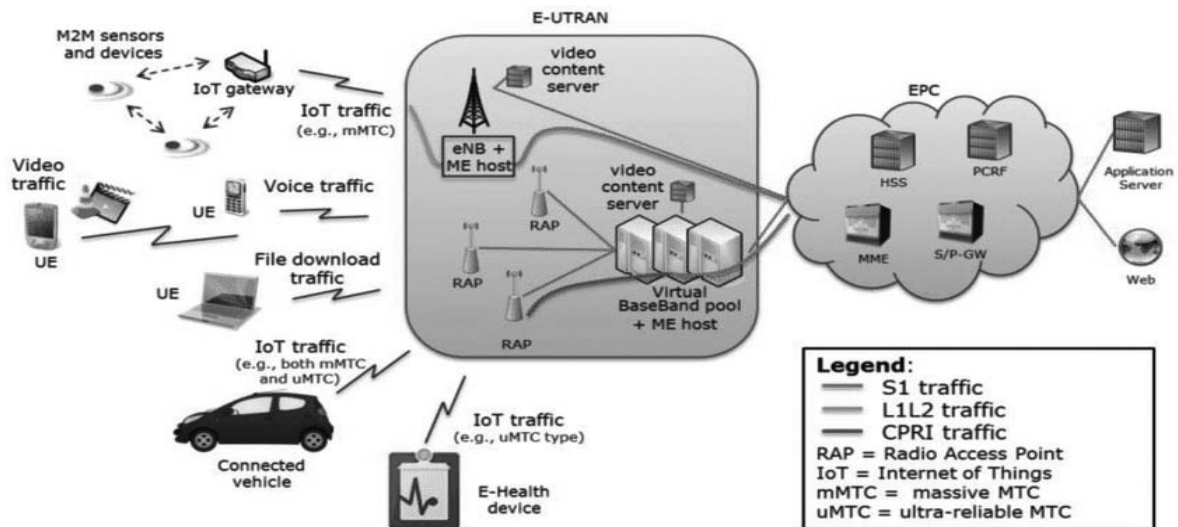 E-UTRAN
M2M sensors
and devices
IoT gateway
IoT traffic
(e.g., mMTC)
video
content
server
eNB +
ME host
EPC
HSS
PCRF
MME
S/P-GW
Application
Server
Web
Video
traffic
UE
UE
Voice traffic
File download
traffic
UE
RAP
RAP
RAP
video
content
server
Virtual
BaseBand pool
+ ME host
IoT traffic
(e.g., both mMTC
and uMTC)
Connected
vehicle
IoT traffic
(e.g., uMTC type)
E-Health
device
Legend:
S1 traffic
L1L2 traffic
CPRI traffic
RAP = Radio Access Point
IoT = Internet of Things
mMTC = massive MTC
uMTC = ultra-reliable MTC